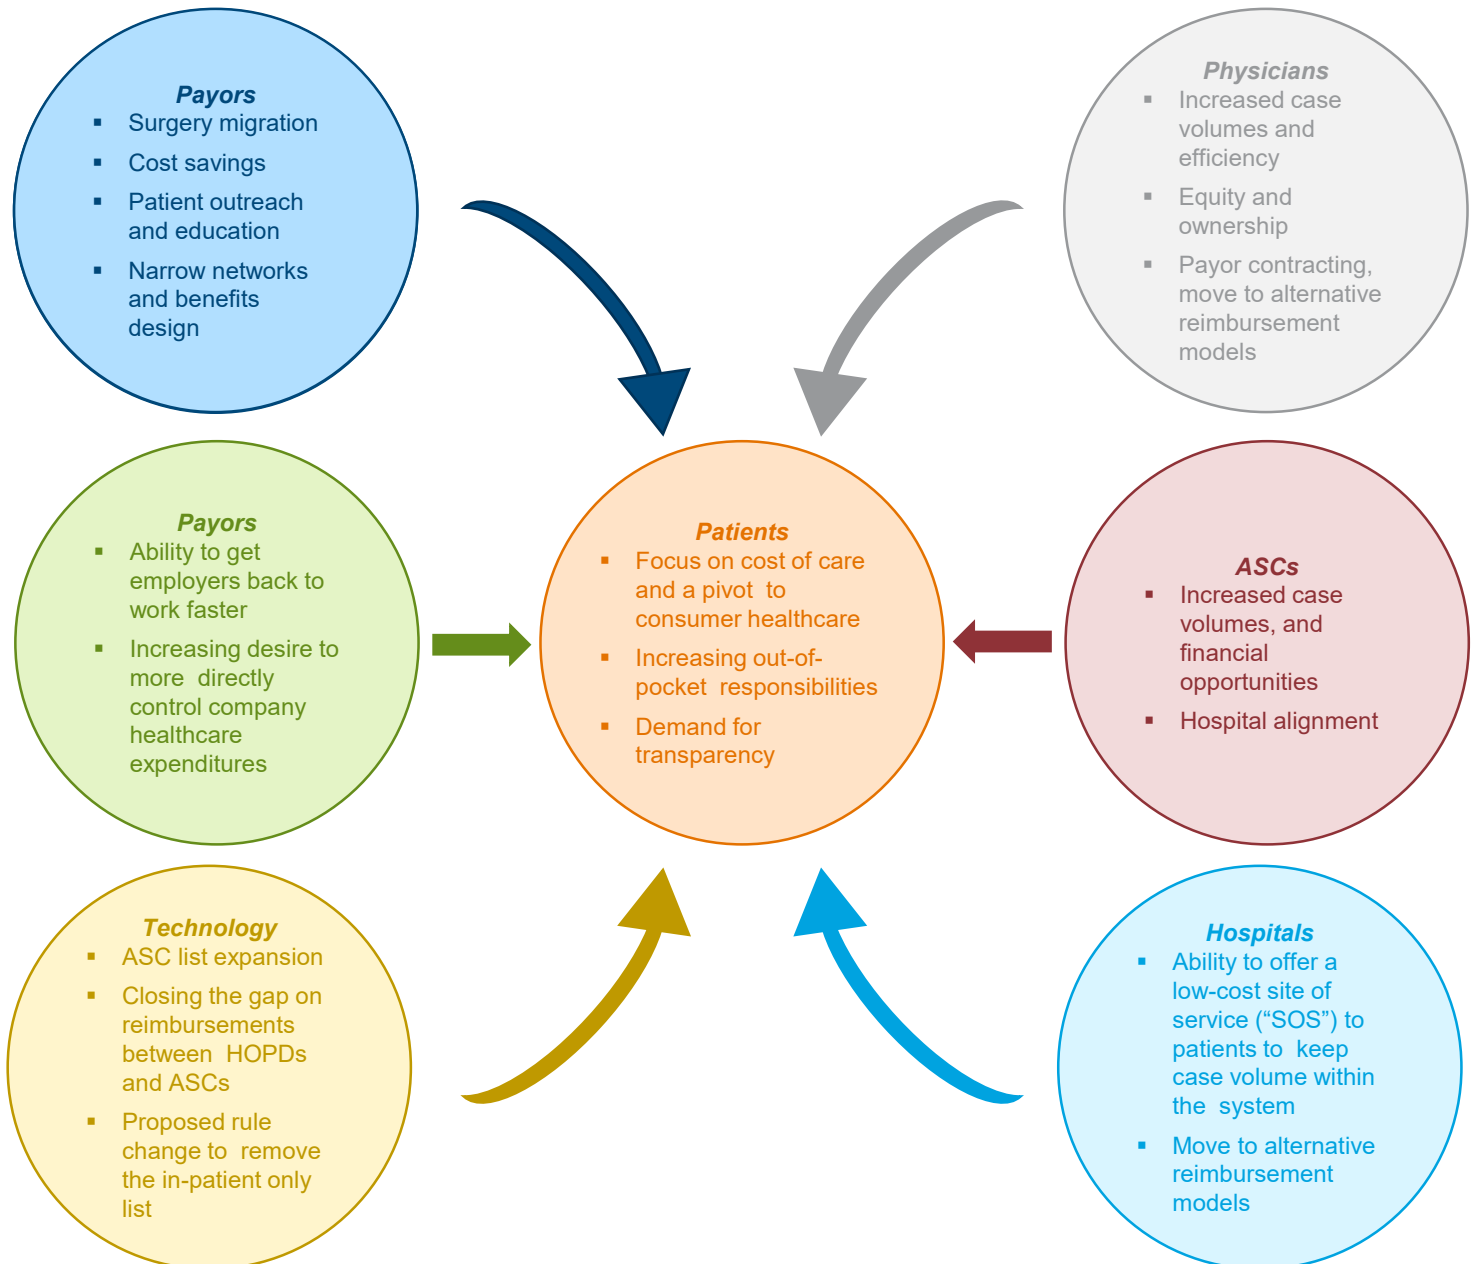 Payors
▪ Surgery migration
▪ Cost savings
▪ Patient outreach
and education
▪ Narrow networks
and benefits
design
Physicians
▪ Increased case
volumes and
efficiency
▪ Equity and
ownership
▪ Payor contracting,
move to alternative
reimbursement
models
Payors
▪ Ability to get
employers back to
work faster
▪ Increasing desire to
more directly
control company
healthcare
expenditures
Patients
▪ Focus on cost of care
and a pivot to
consumer healthcare
▪ Increasing out-of-
pocket responsibilities
▪ Demand for
transparency
ASCs
▪ Increased case
volumes, and
financial
opportunities
▪ Hospital alignment
Technology
▪ ASC list expansion
▪ Closing the gap on
reimbursements
between HOPDs
and ASCs
▪ Proposed rule
change to remove
the in-patient only
list
Hospitals
▪ Ability to offer a
low-cost site of
service (“SOS”) to
patients to keep
case volume within
the system
▪ Move to alternative
reimbursement
models